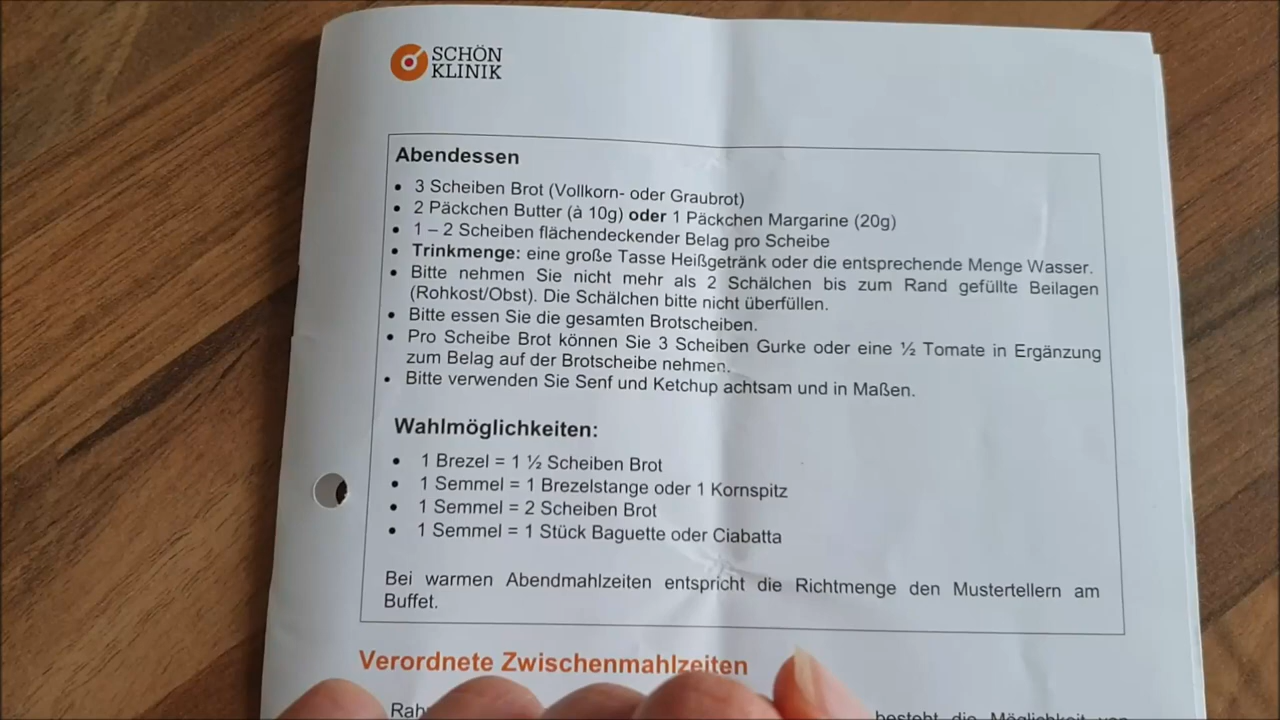 SCHÖN
KLINIK
Abendessen
• 3 Scheiben Brot (Vollkorn- oder Graubrot)
• 2 Päckchen Butter (à 10g) oder 1 Päckchen Margarine (20g)
• 1 – 2 Scheiben flächendeckender Belag pro Scheibe
• Trinkmenge: eine große Tasse Heißgetränk oder die entsprechende Menge Wasser.
• Bitte nehmen Sie nicht mehr als 2 Schälchen bis zum Rand gefüllte Beilagen
(Rohkost/Obst). Die Schälchen bitte nicht überfüllen.
• Bitte essen Sie die gesamten Brotscheiben.
• Pro Scheibe Brot können Sie 3 Scheiben Gurke oder eine ½ Tomate in Ergänzung
zum Belag auf der Brotscheibe nehmen.
• Bitte verwenden Sie Senf und Ketchup achtsam und in Maßen.
Wahlmöglichkeiten:
• 1 Brezel = 1 ½ Scheiben Brot
• 1 Semmel = 1 Brezelstange oder 1 Kornspitz
• 1 Semmel = 2 Scheiben Brot
• 1 Semmel = 1 Stück Baguette oder Ciabatta
Bei warmen Abendmahlzeiten entspricht die Richtmenge den Mustertellern am
Buffet.
Verordnete Zwischenmahlzeiten
besteht die Möglichkeit